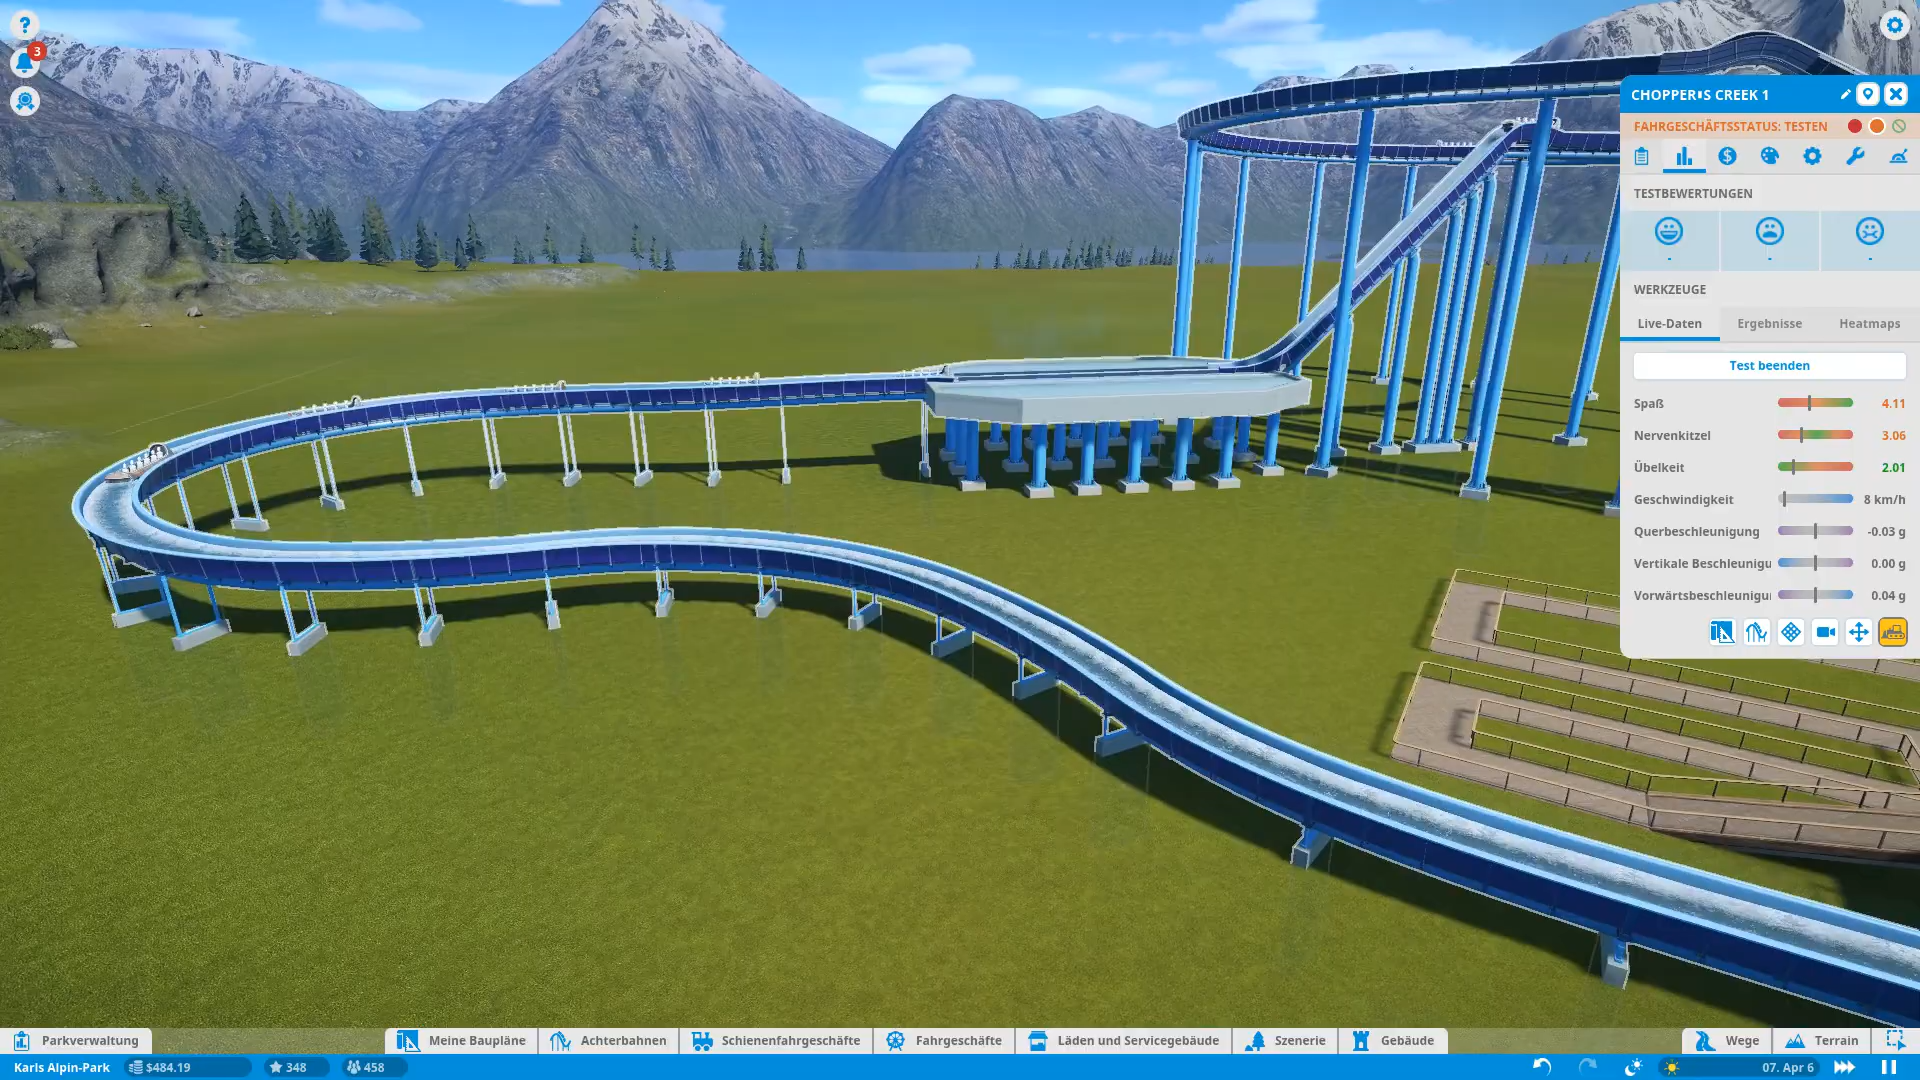 ?
3
CHOPPER'S CREEK 1
FAHRGESCHÄFTSSTATUS: TESTEN
TESTBEWERTUNGEN
- - -
WERKZEUGE
Live-Daten Ergebnisse Heatmaps
Test beenden
Spaß 4.11
Nervenkitzel 3.06
Übelkeit 2.01
Geschwindigkeit 8 km/h
Querbeschleunigung -0.03 g
Vertikale Beschleunigu 0.00 g
Vorwärtsbeschleunigu 0.04 g
Parkverwaltung Meine Baupläne Achterbahnen Schienenfahrgeschäfte Fahrgeschäfte Läden und Servicegebäude Szenerie Gebäude Wege Terrain
Karls Alpin-Park $484.19 348 458 07. Apr 6